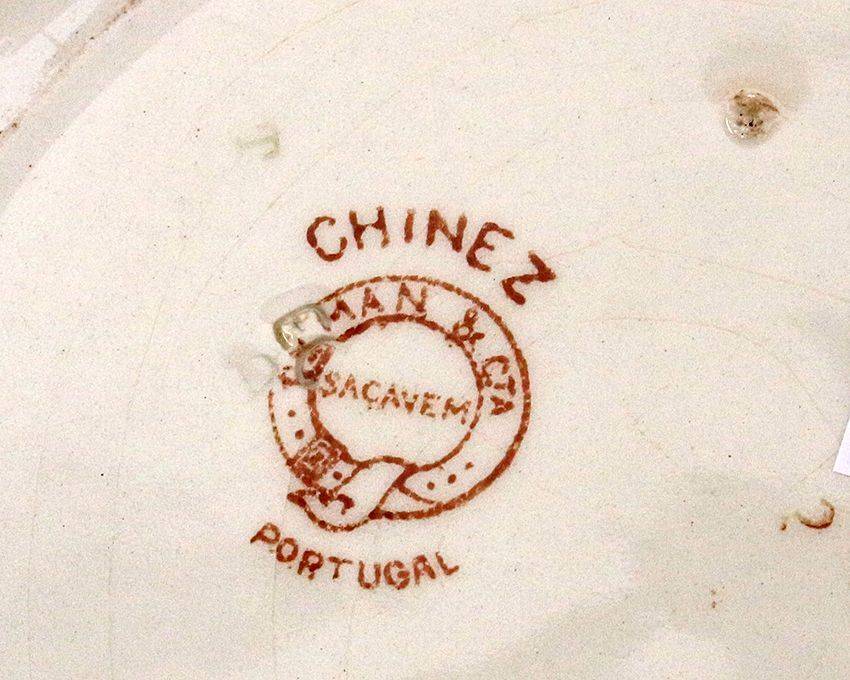 CHINEZ
MAN & CTA
SACAVEM
PORTUGAL